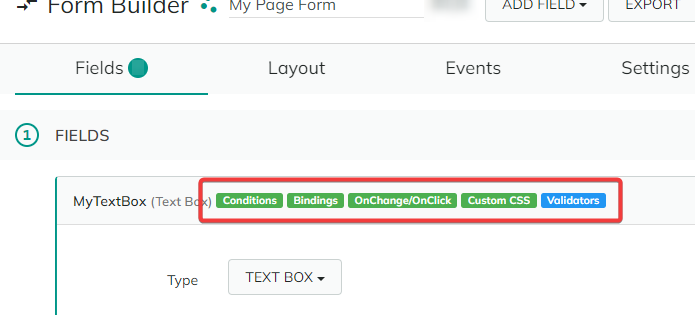 Form Builder My Page Form ADD FIELD EXPORT
Fields Layout Events Settings
1 FIELDS
MyTextBox (Text Box) Conditions Bindings OnChange/OnClick Custom CSS Validators
Type TEXT BOX